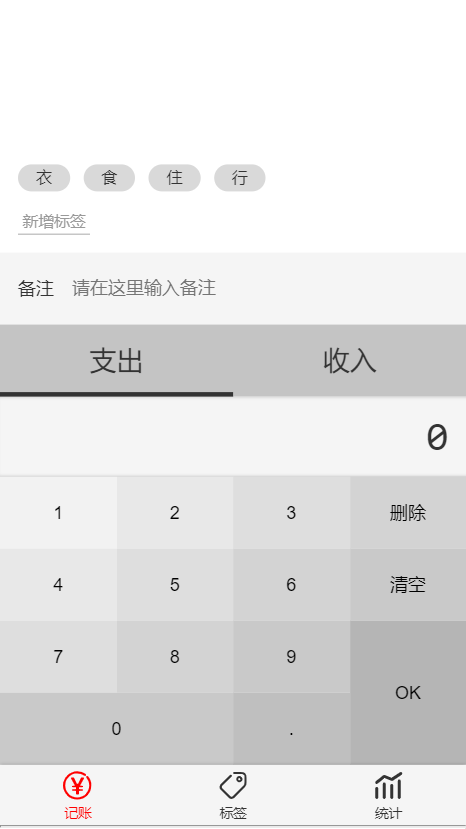 衣 食 住 行
新增标签
备注 请在这里输入备注
支出 收入
0
1 2 3 删除
4 5 6 清空
7 8 9
OK
0 .
¥
记账 标签 统计